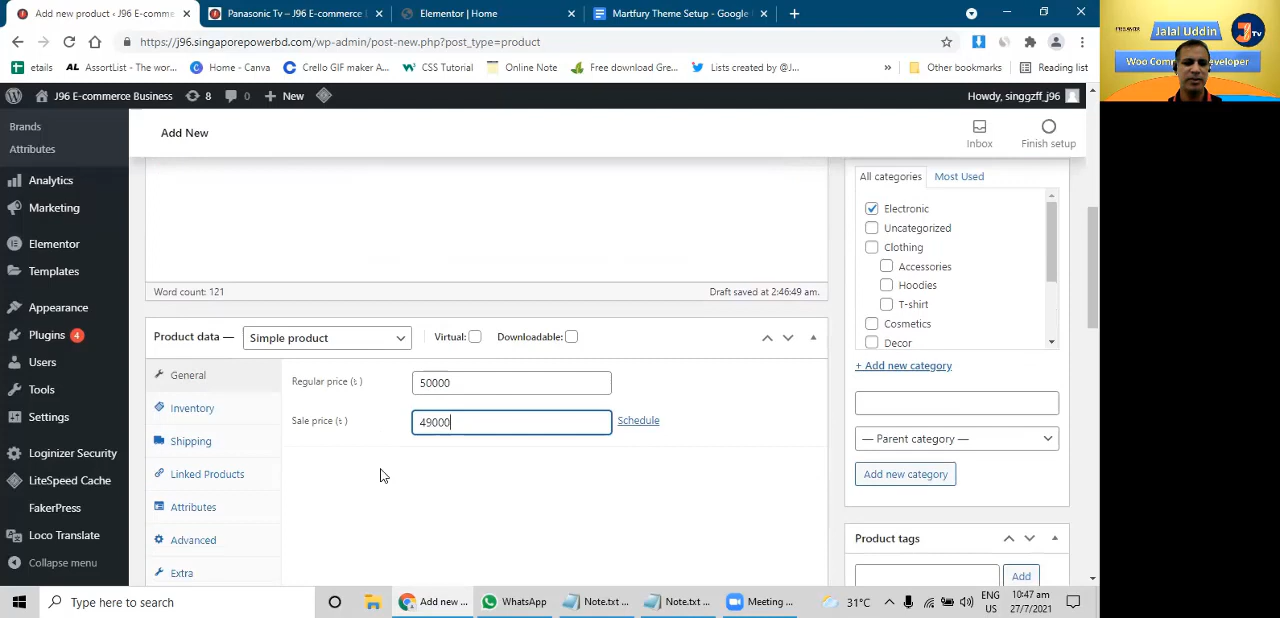 Add new product ‹ J96 E-comme
Panasonic Tv – J96 E-commerce
Elementor | Home
Martfury Theme Setup - Google
https://j96.singaporepowerbd.com/wp-admin/post-new.php?post_type=product
etails
AssortList - The wor...
Home - Canva
Crello GIF maker A...
CSS Tutorial
Online Note
Free download Gre...
Lists created by @J...
Other bookmarks
Reading list
J96 E-commerce Business
8
0
New
Howdy, singgzff_j96
Brands
Attributes
Analytics
Marketing
Elementor
Templates
Appearance
Plugins 4
Users
Tools
Settings
Loginizer Security
LiteSpeed Cache
FakerPress
Loco Translate
Collapse menu
Add New
Inbox
Finish setup
Word count: 121
Draft saved at 2:46:49 am.
Product data —
Simple product
Virtual:
Downloadable:
General
Inventory
Shipping
Linked Products
Attributes
Advanced
Extra
Regular price (৳ )
50000
Sale price (৳ )
49000
Schedule
All categories
Most Used
Electronic
Uncategorized
Clothing
Accessories
Hoodies
T-shirt
Cosmetics
Decor
+ Add new category
— Parent category —
Add new category
Product tags
Add
Jalal Uddin
Tv
Woo Comm
Developer
Type here to search
Add new ...
WhatsApp
Note.txt ...
Note.txt ...
Meeting ...
31°C
ENG
US
10:47 am
27/7/2021